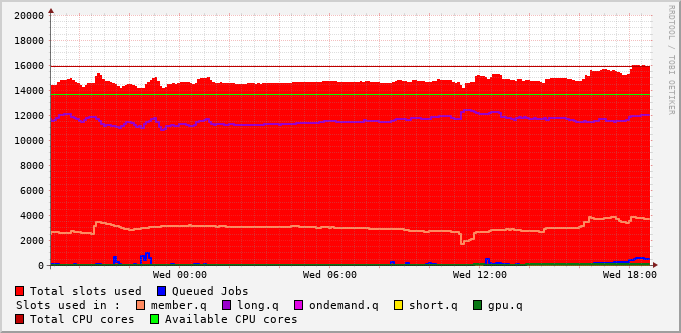 20000
18000
16000
14000
12000
10000
8000
6000
4000
2000
0
Wed 00:00 Wed 06:00 Wed 12:00 Wed 18:00
RRDTOOL / TOBI OETIKER
Total slots used Queued Jobs
Slots used in : member.q long.q ondemand.q short.q gpu.q
Total CPU cores Available CPU cores